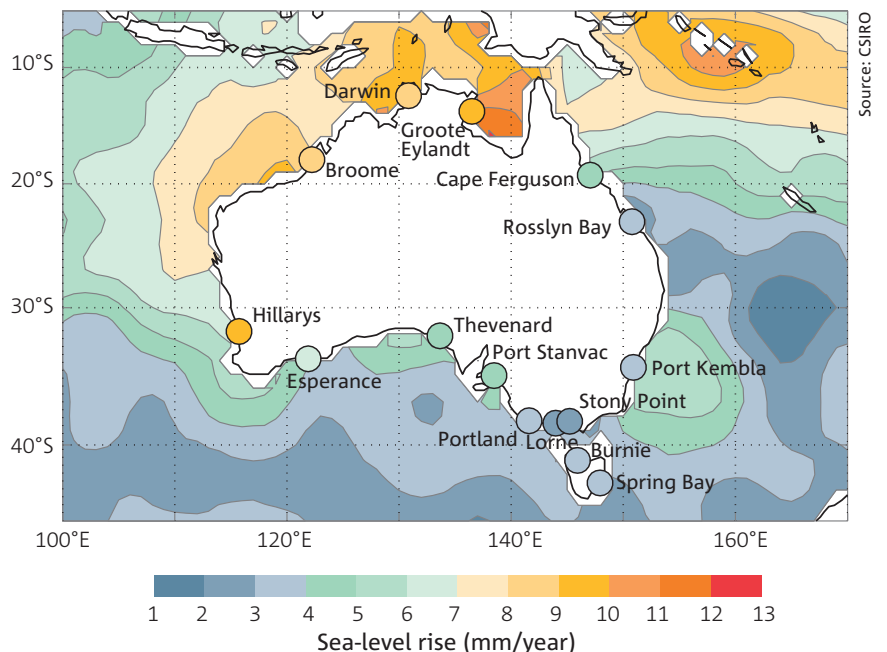 Source: CSIRO
10°S
20°S
30°S
40°S
Darwin
Groote
Eylandt
Broome
Cape Ferguson
Rosslyn Bay
Hillarys
Thevenard
Port Stanvac
Esperance
Port Kembla
Stony Point
Portland
Lorne
Burnie
Spring Bay
100°E
120°E
140°E
160°E
1 2 3 4 5 6 7 8 9 10 11 12 13
Sea-level rise (mm/year)